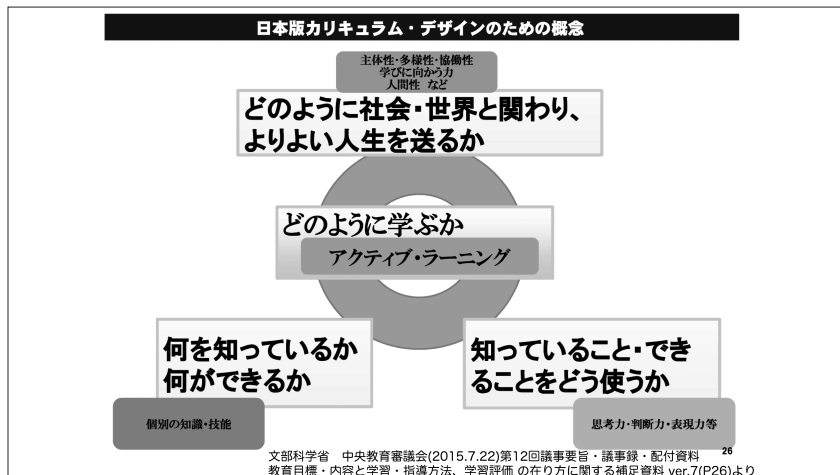 日本版カリキュラム・デザインのための概念
主体性・多様性・協働性
学びに向かう力
人間性 など
どのように社会・世界と関わり、
よりよい人生を送るか
どのように学ぶか
アクティブ・ラーニング
何を知っているか
何ができるか
個別の知識・技能
知っていること・でき
ることをどう使うか
思考力・判断力・表現力等
26
文部科学省　中央教育審議会(2015.7.22)第12回議事要旨・議事録・配付資料
教育目標・内容と学習・指導方法、学習評価 の在り方に関する補足資料 ver.7(P26)より